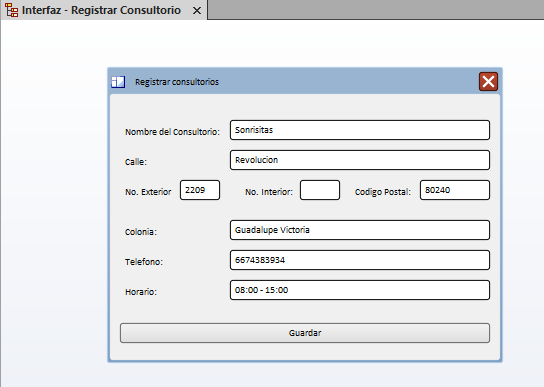 Interfaz - Registrar Consultorio
Registrar consultorios
Nombre del Consultorio: Sonrisitas
Calle: Revolucion
No. Exterior 2209 No. Interior: Codigo Postal: 80240
Colonia: Guadalupe Victoria
Telefono: 6674383934
Horario: 08:00 - 15:00
Guardar